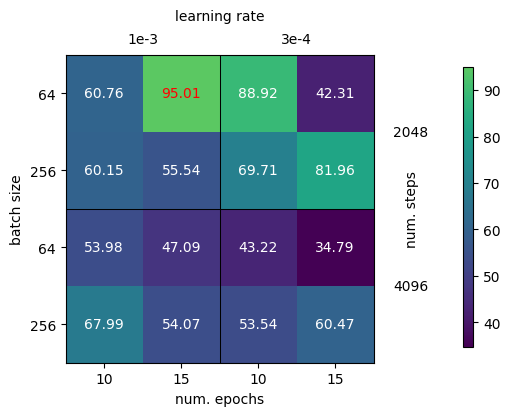 learning rate
1e-3 3e-4
64 60.76 95.01 88.92 42.31 90
2048
80
256 60.15 55.54 69.71 81.96
70
batch size num. steps
60
64 53.98 47.09 43.22 34.79
4096
50
256 67.99 54.07 53.54 60.47 40
10 15 10 15
num. epochs